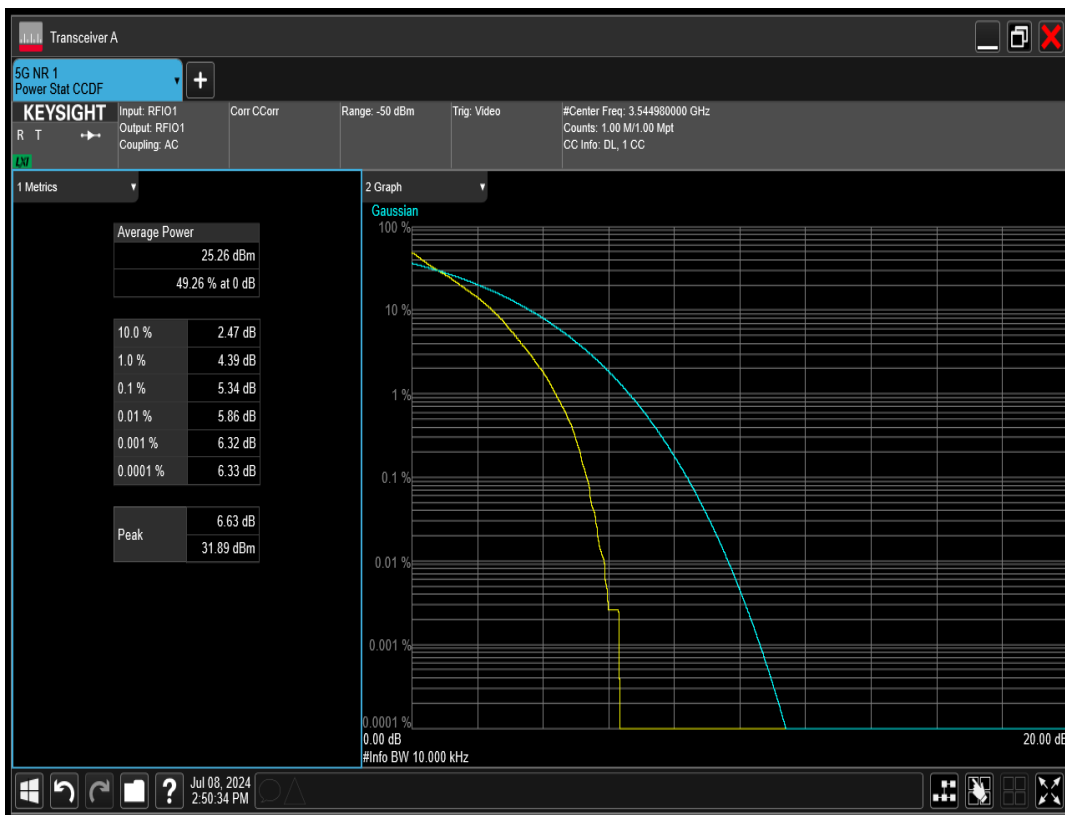 Transceiver A
5G NR 1
Power Stat CCDF
+
KEYSIGHT
R T
LXI
Input: RFIO1
Output: RFIO1
Coupling: AC
Corr CCorr
Range: -50 dBm
Trig: Video
#Center Freq: 3.544980000 GHz
Counts: 1.00 M/1.00 Mpt
CC Info: DL, 1 CC
1 Metrics
Average Power
25.26 dBm
49.26 % at 0 dB
10.0 % 2.47 dB
1.0 % 4.39 dB
0.1 % 5.34 dB
0.01 % 5.86 dB
0.001 % 6.32 dB
0.0001 % 6.33 dB
Peak 6.63 dB
31.89 dBm
2 Graph
Gaussian
100 %
10 %
1 %
0.1 %
0.01 %
0.001 %
0.0001 %
0.00 dB 20.00 dB
#Info BW 10.000 kHz
?
Jul 08, 2024
2:50:34 PM